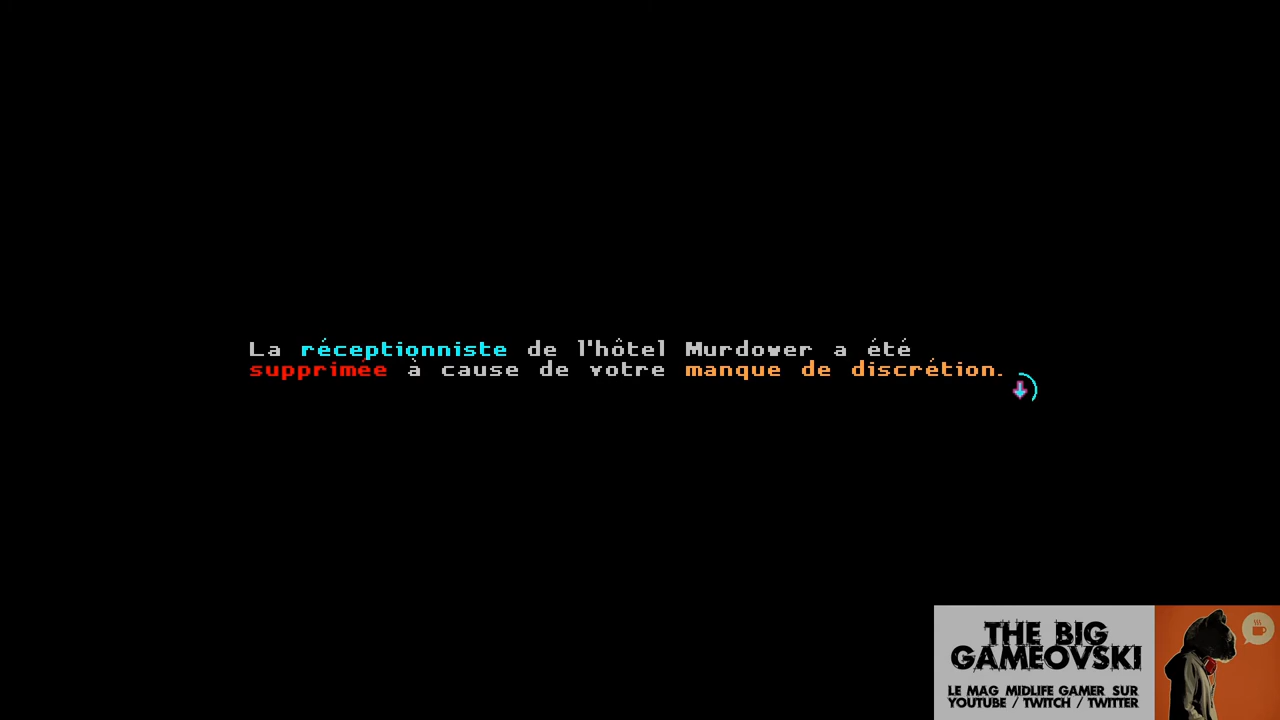 La réceptionniste de l'hôtel Murdower a été
supprimée à cause de votre manque de discrétion.
THE BIG
GAMEOVSKI
LE MAG MIDLIFE GAMER SUR
YOUTUBE / TWITCH / TWITTER